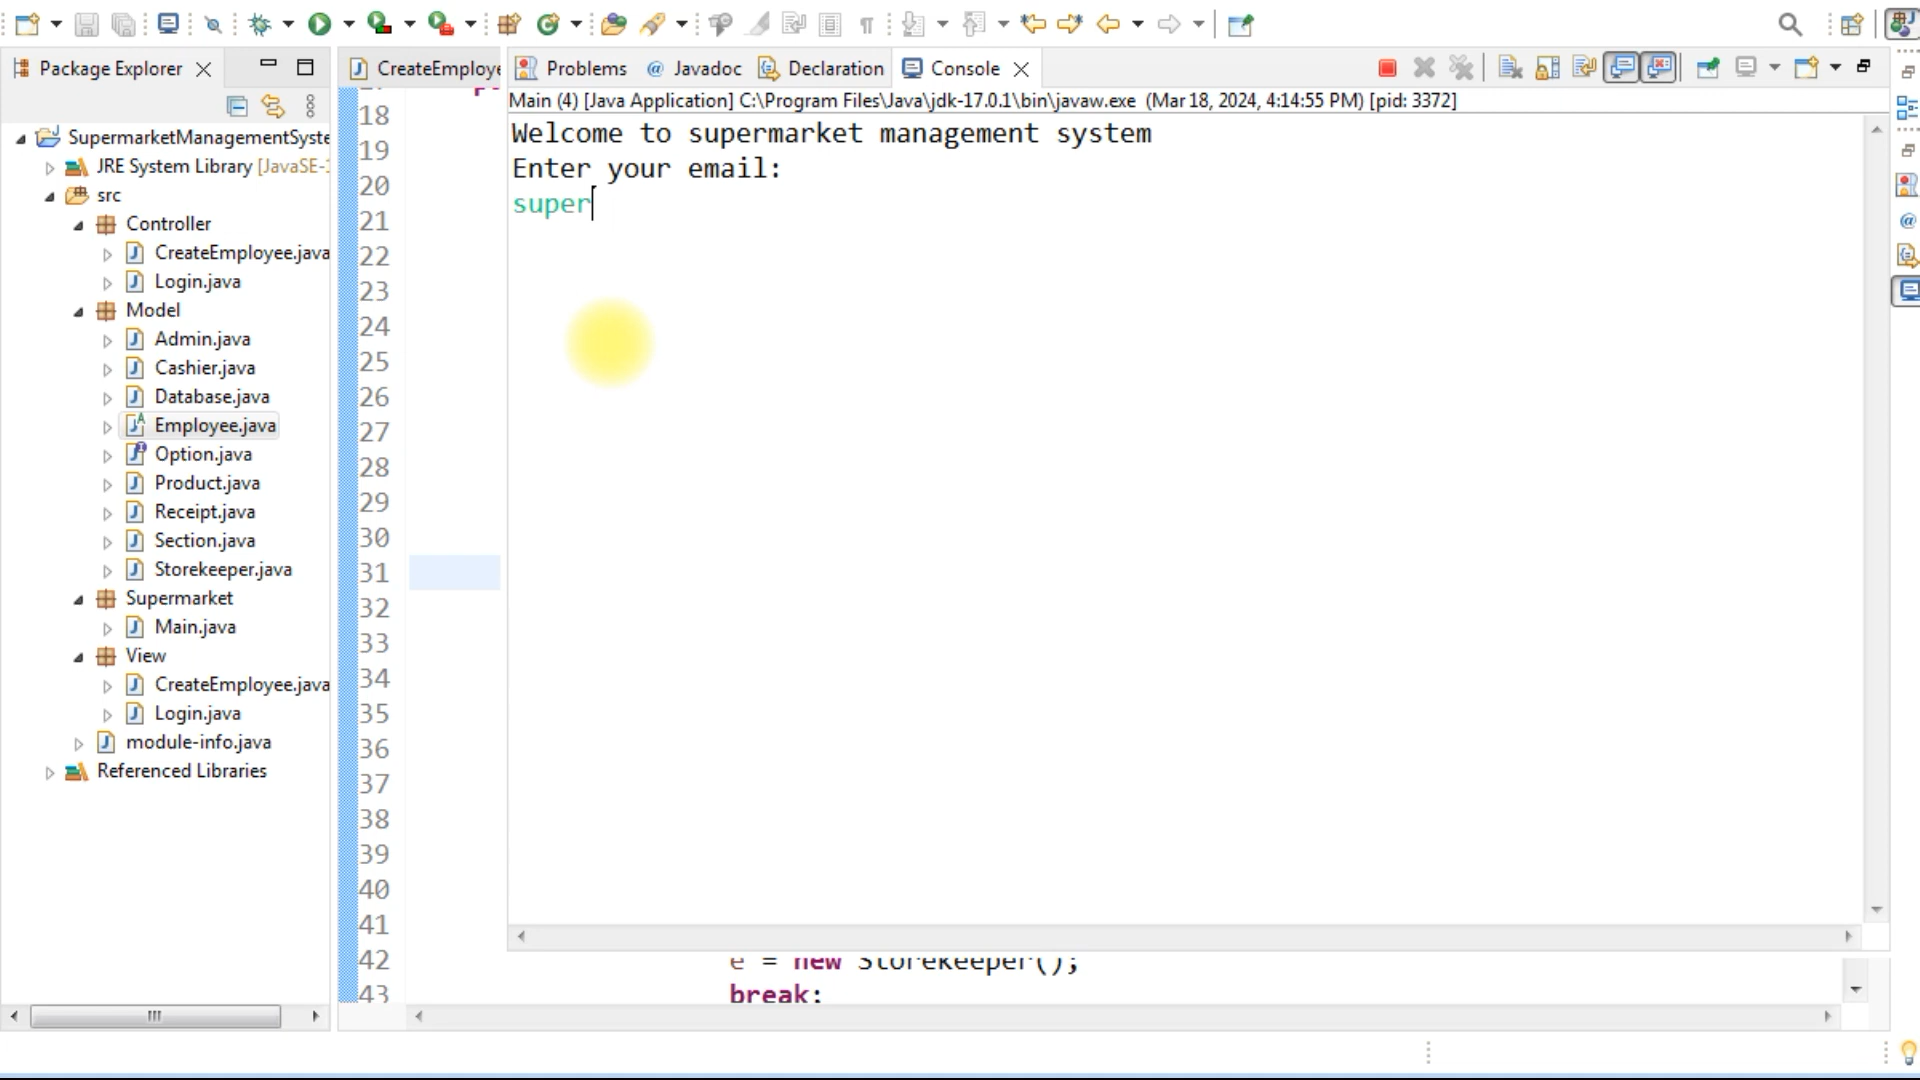 Package Explorer
CreateEmploye
Problems
@ Javadoc
Declaration
Console
Main (4) [Java Application] C:\Program Files\Java\jdk-17.0.1\bin\javaw.exe (Mar 18, 2024, 4:14:55 PM) [pid: 3372]
Welcome to supermarket management system
Enter your email:
super
SupermarketManagementSyste
JRE System Library [JavaSE-1
src
Controller
CreateEmployee.java
Login.java
Model
Admin.java
Cashier.java
Database.java
Employee.java
Option.java
Product.java
Receipt.java
Section.java
Storekeeper.java
Supermarket
Main.java
View
CreateEmployee.java
Login.java
module-info.java
Referenced Libraries
18
19
20
21
22
23
24
25
26
27
28
29
30
31
32
33
34
35
36
37
38
39
40
41
42 e = new Storekeeper();
43 break;